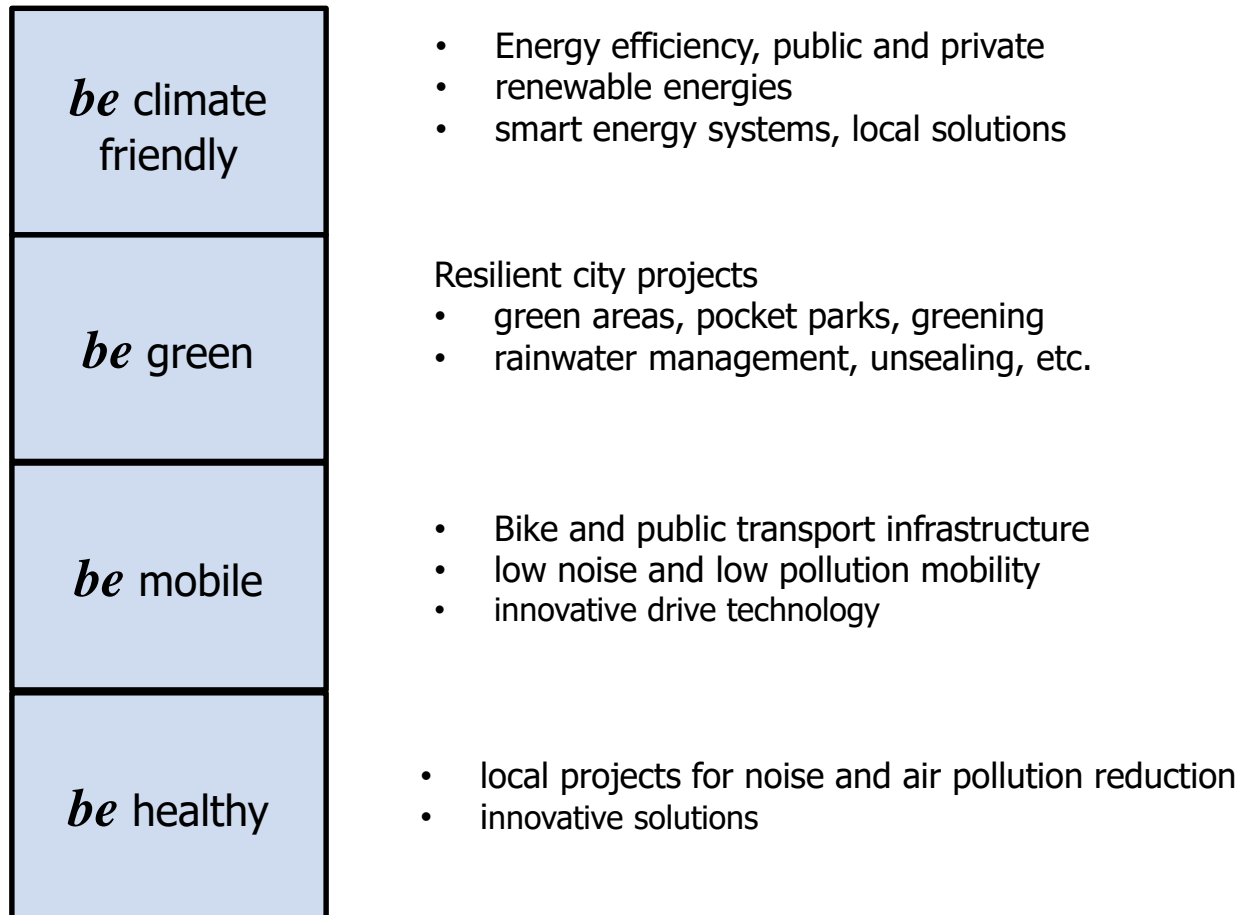 be climate
friendly
• Energy efficiency, public and private
• renewable energies
• smart energy systems, local solutions
be green
Resilient city projects
• green areas, pocket parks, greening
• rainwater management, unsealing, etc.
be mobile
• Bike and public transport infrastructure
• low noise and low pollution mobility
• innovative drive technology
be healthy
• local projects for noise and air pollution reduction
• innovative solutions